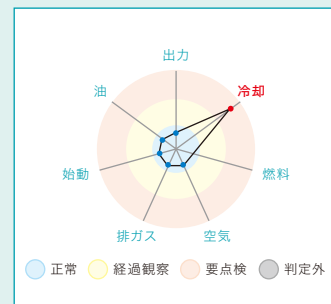 出力
油
冷却
始動
燃料
排ガス
空気
正常 経過観察 要点検 判定外